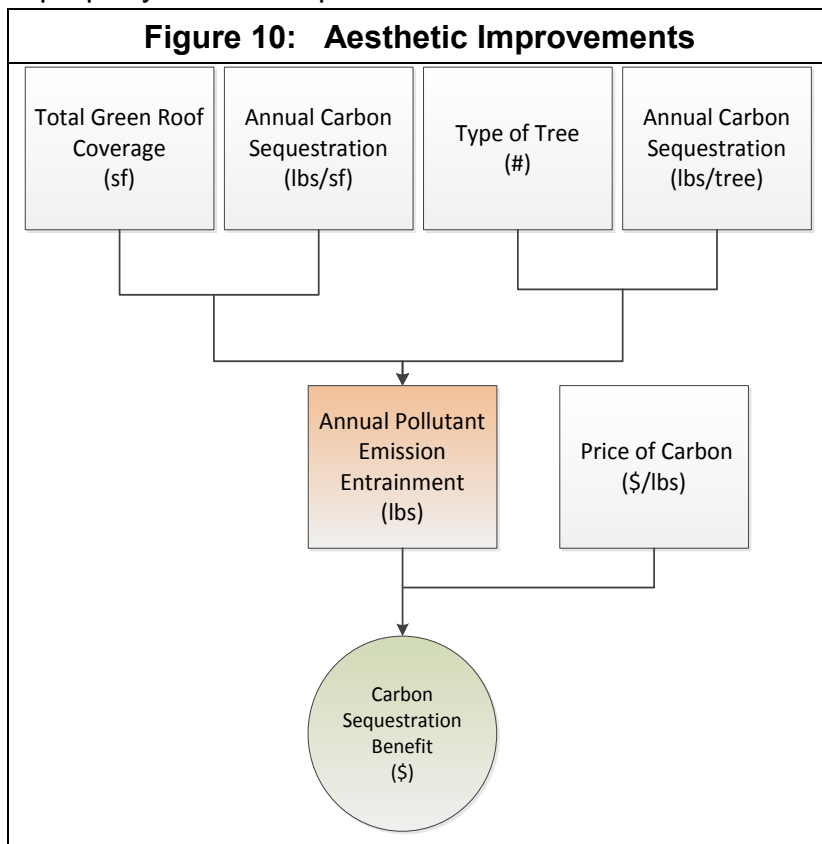 Figure 10: Aesthetic Improvements
Total Green Roof
Coverage
(sf)
Annual Carbon
Sequestration
(lbs/sf)
Type of Tree
(#)
Annual Carbon
Sequestration
(lbs/tree)
Annual Pollutant
Emission
Entrainment
(lbs)
Price of Carbon
($/lbs)
Carbon
Sequestration
Benefit
($)